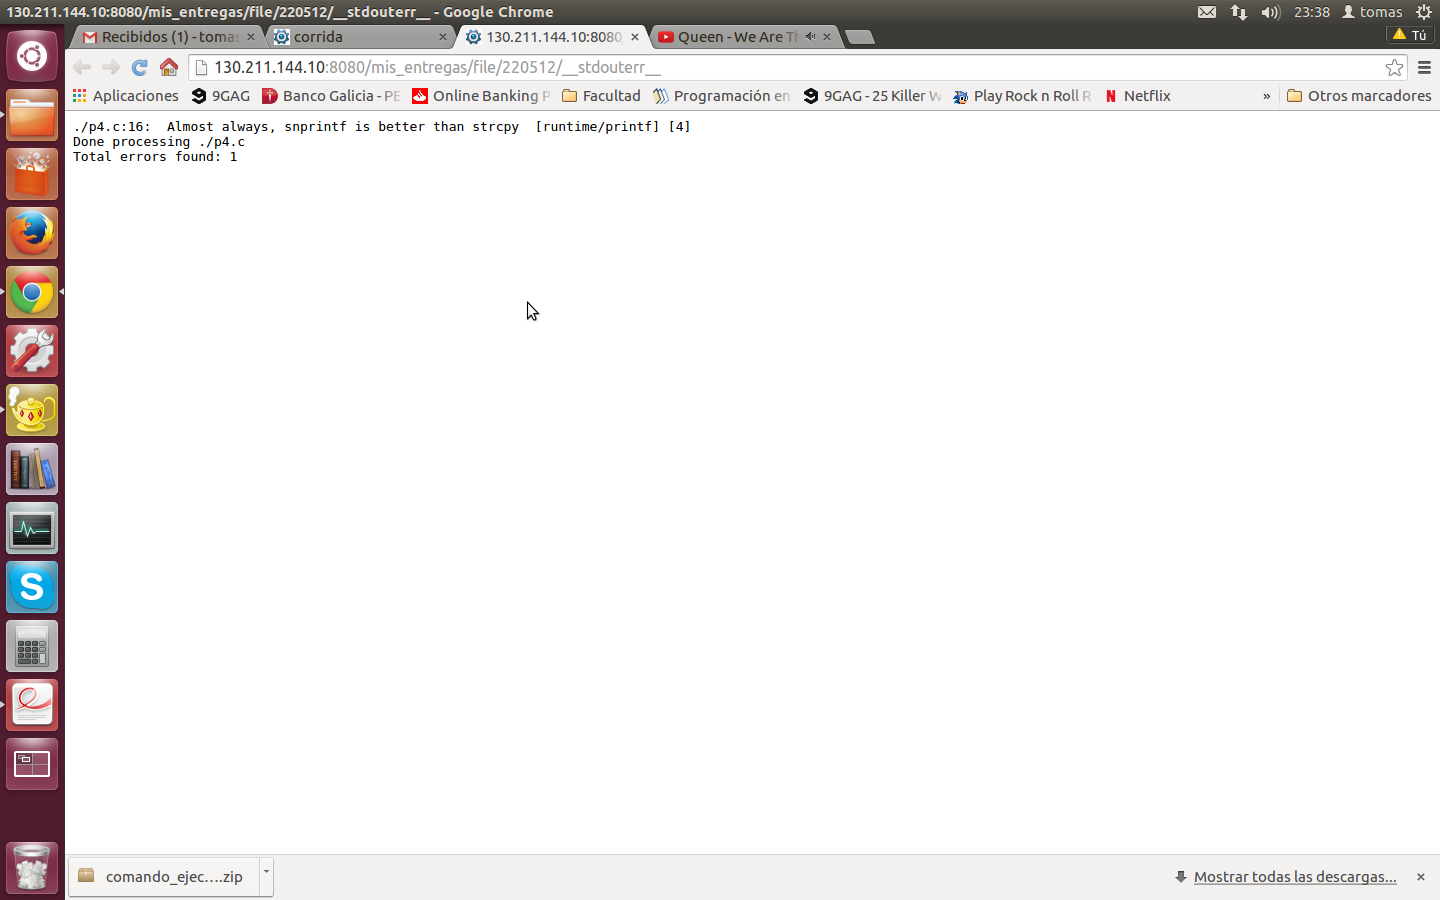 130.211.144.10:8080/mis_entregas/file/220512/__stdouterr__ - Google Chrome
23:38 tomas
Recibidos (1) - tomas
corrida
130.211.144.10:8080
Queen - We Are Th
Tú
130.211.144.10:8080/mis_entregas/file/220512/__stdouterr__
Aplicaciones 9GAG Banco Galicia - PE Online Banking P Facultad Programación en 9GAG - 25 Killer W Play Rock n Roll R Netflix » Otros marcadores
./p4.c:16:  Almost always, snprintf is better than strcpy  [runtime/printf] [4]
Done processing ./p4.c
Total errors found: 1
comando_ejec....zip
Mostrar todas las descargas...